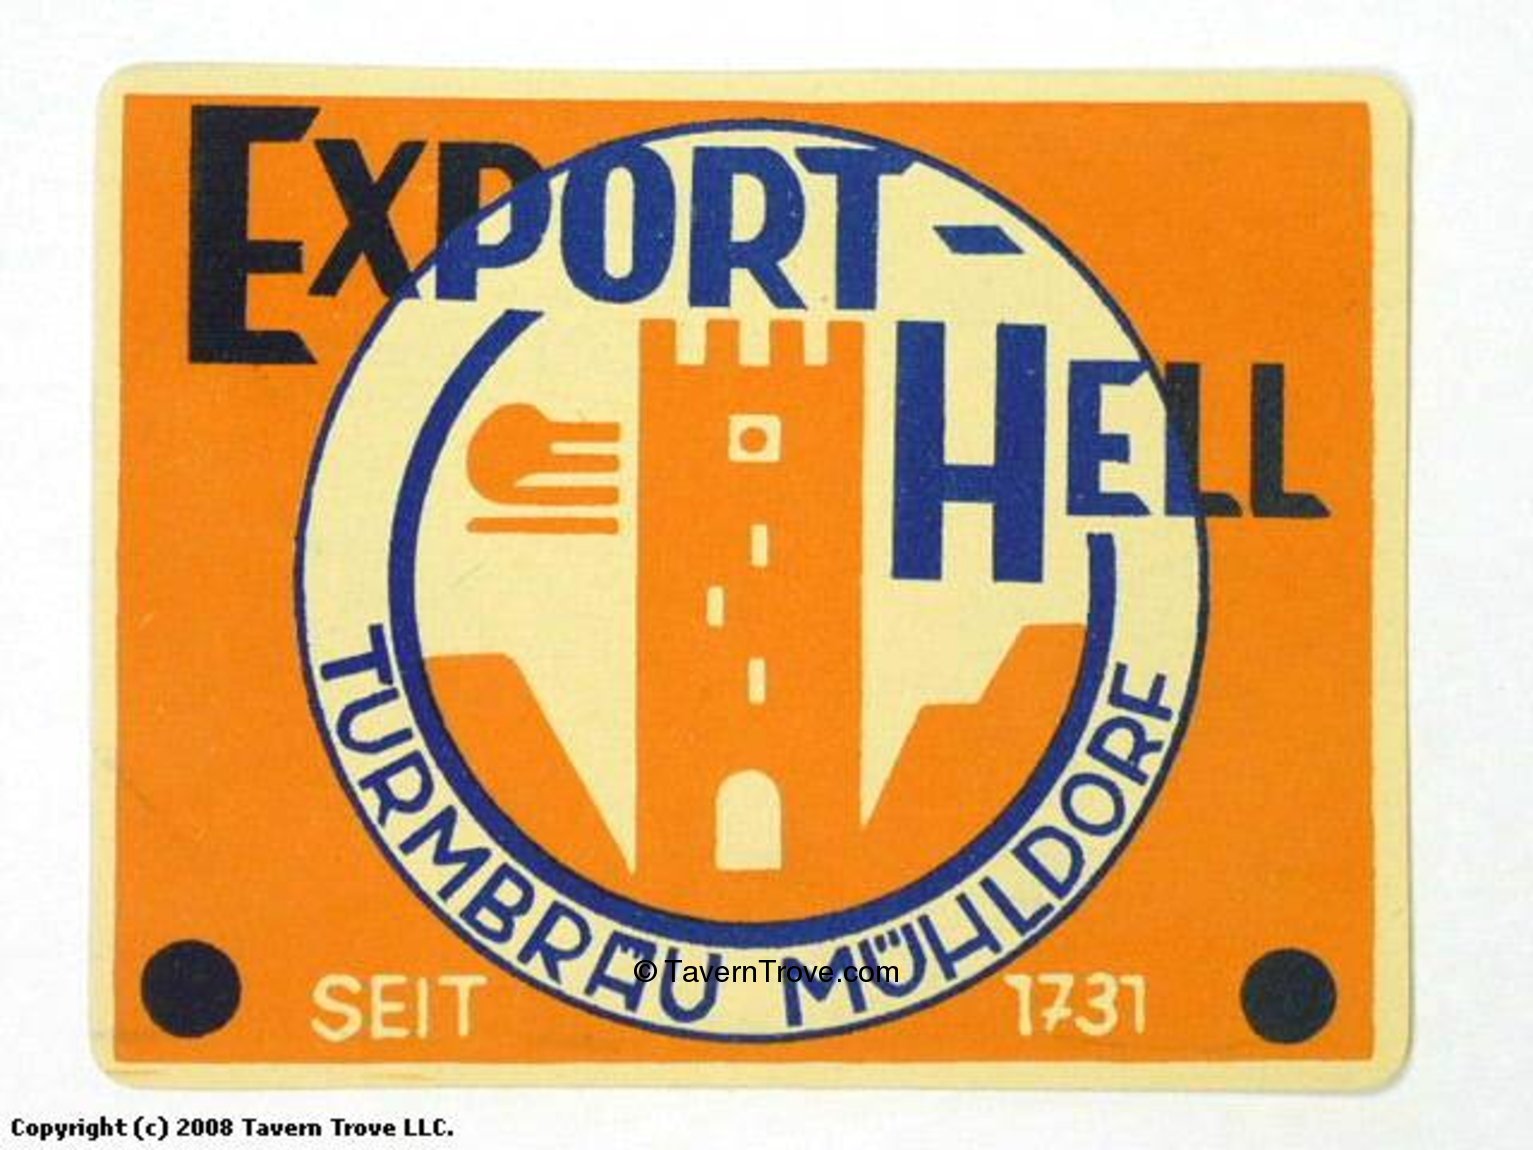 EXPORT-
HELL
TURMBRÄU MÜHLDORF
© TavernTrove.com
SEIT 1731
Copyright (c) 2008 Tavern Trove LLC.